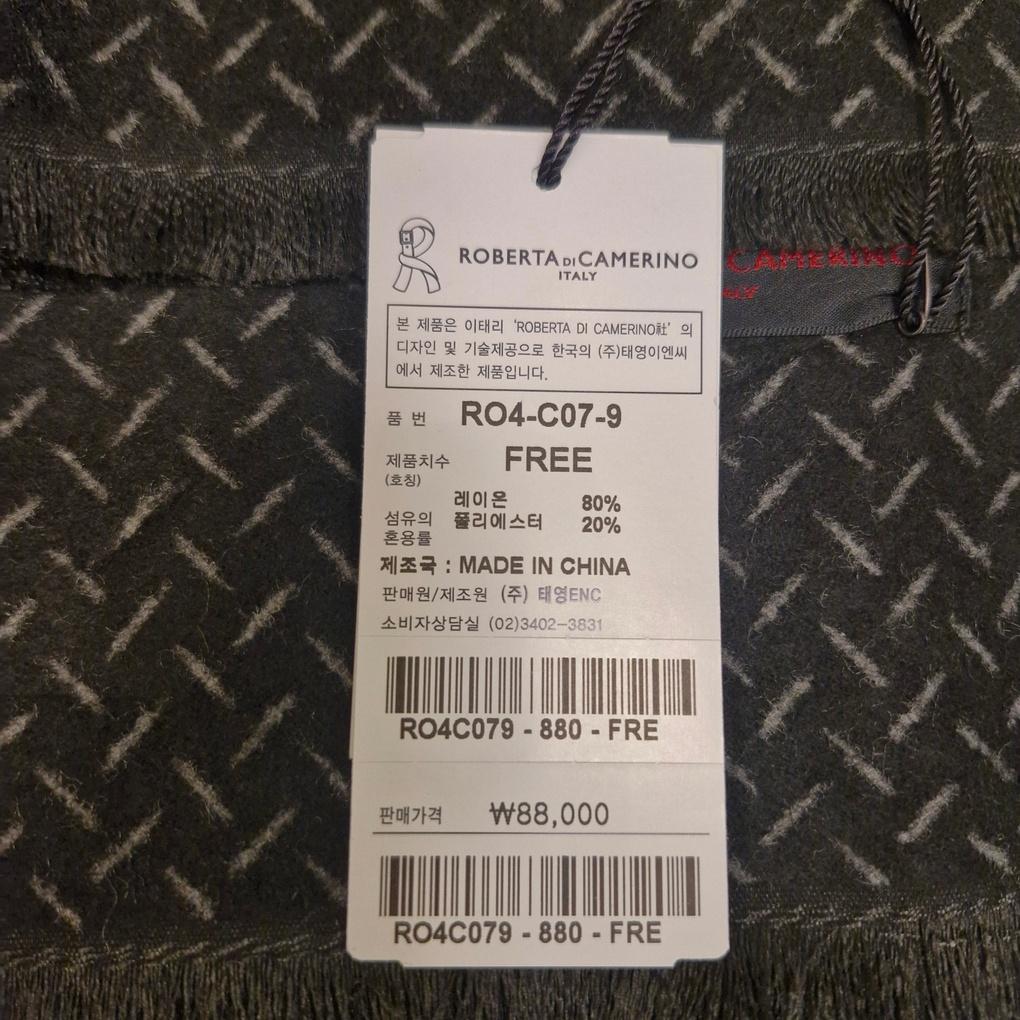 ROBERTA DI CAMERINO
ITALY
CAMERINO
본 제품은 이태리 'ROBERTA DI CAMERINO社' 의
디자인 및 기술제공으로 한국의 (주)태영이엔씨
에서 제조한 제품입니다.
품 번 RO4-C07-9
제품치수 FREE
(호칭)
레이온 80%
섬유의 폴리에스터 20%
혼용률
제조국 : MADE IN CHINA
판매원/제조원 (주) 태영ENC
소비자상담실 (02)3402-3831
RO4C079 - 880 - FRE
판매가격 ₩88,000
RO4C079 - 880 - FRE